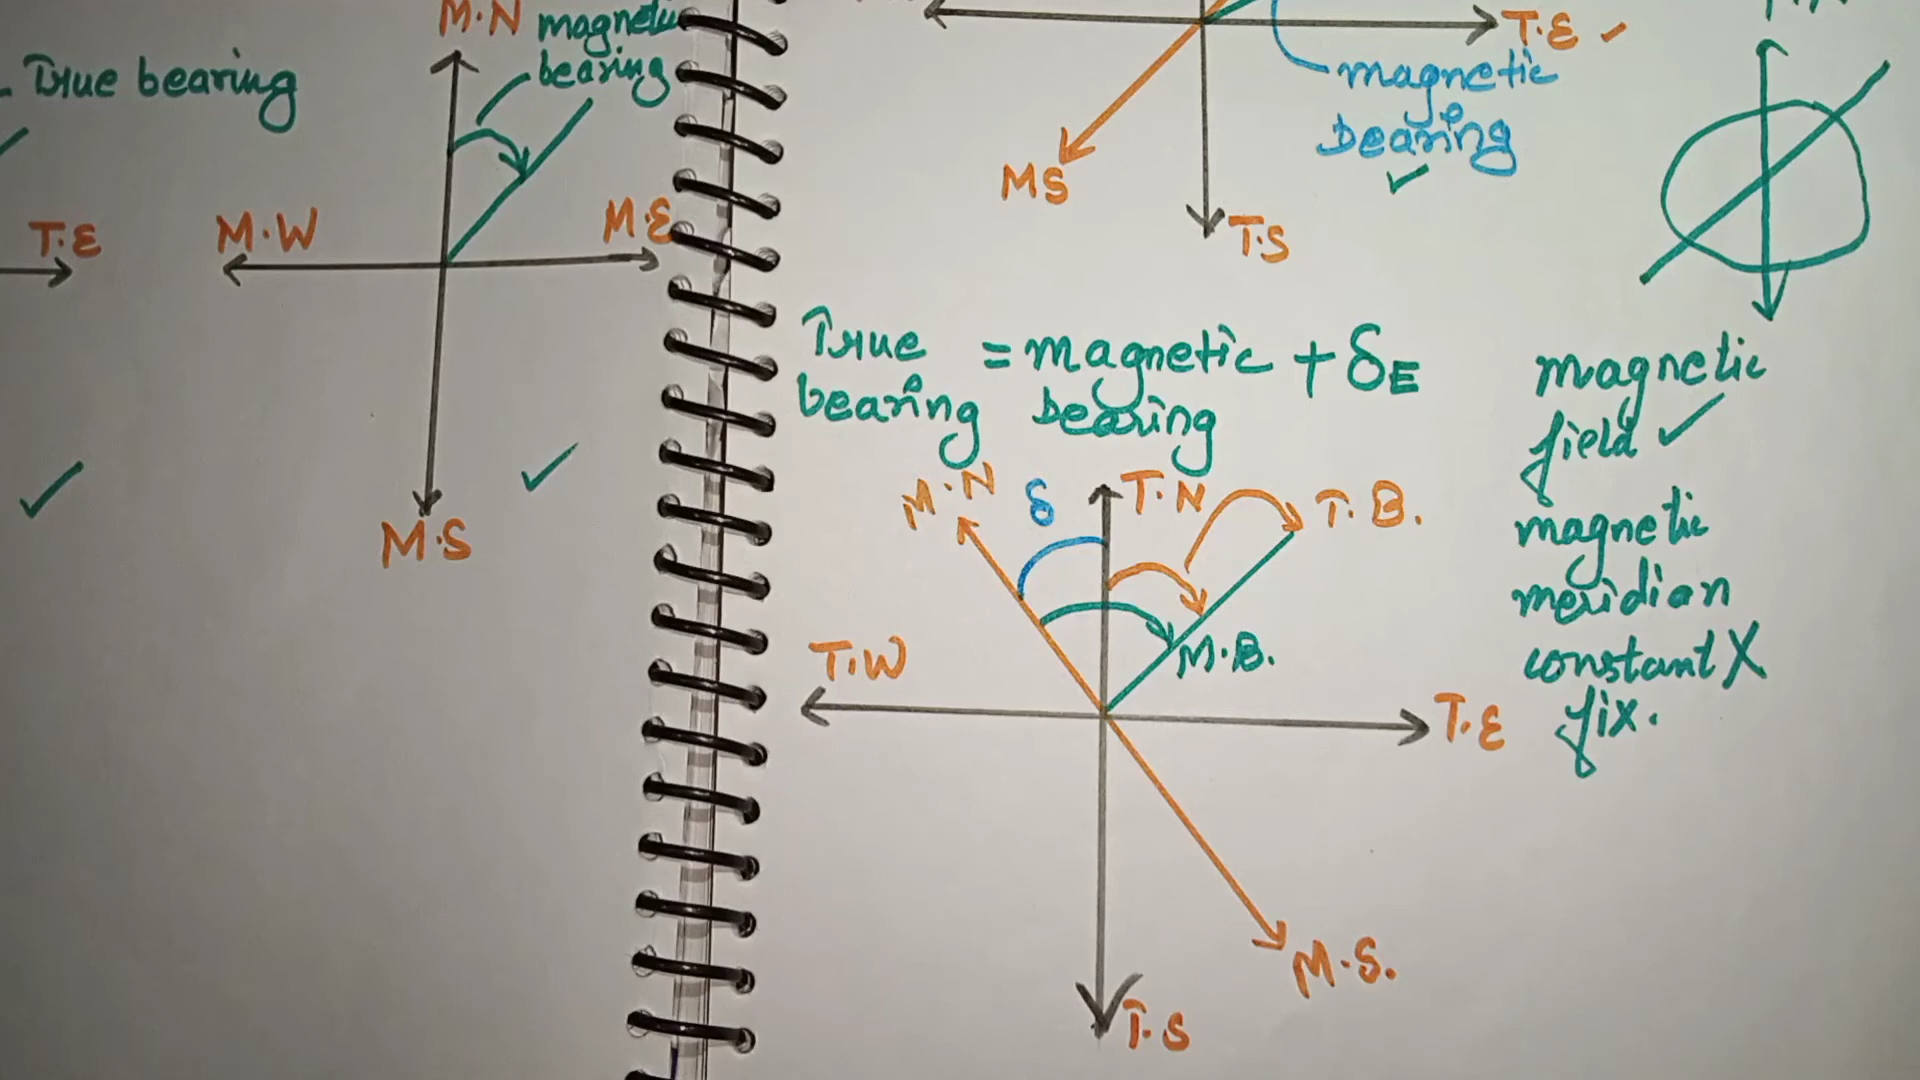 True bearing
T.E
M.N
magnetic
bearing
M.W
M.E
M.S
T.E
magnetic
bearing
MS
T.S
True = magnetic + δE
bearing bearing
M.N
δ
T.N
T.B.
M.B.
T.W
T.E
M.S.
T.S
magnetic
field
magnetic
meridian
constant X
fix.